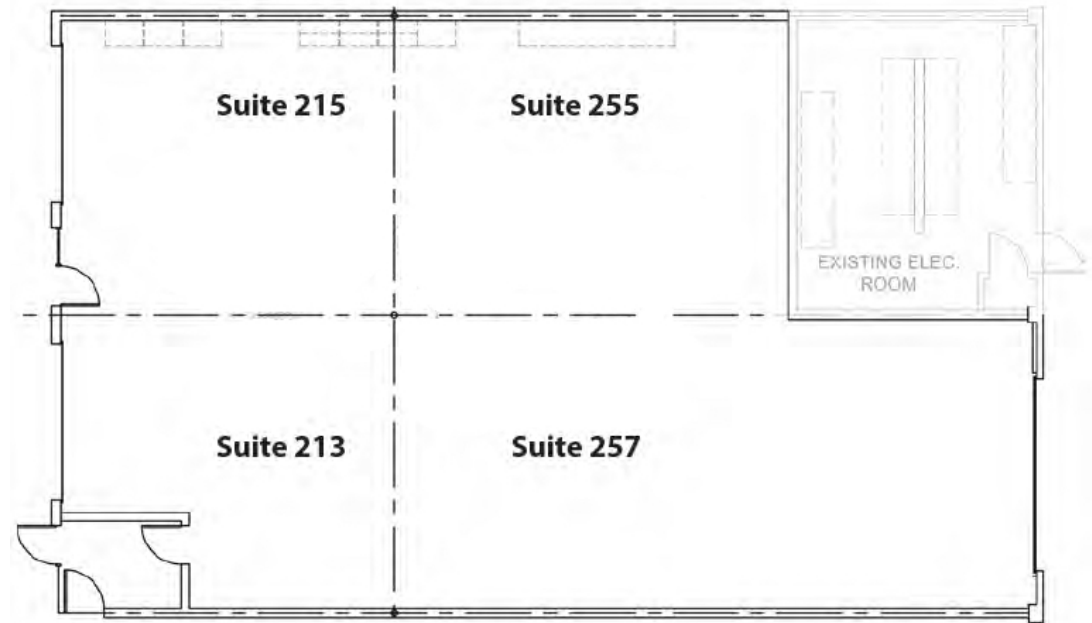 Suite 215
Suite 255
EXISTING ELEC.
ROOM
Suite 213
Suite 257